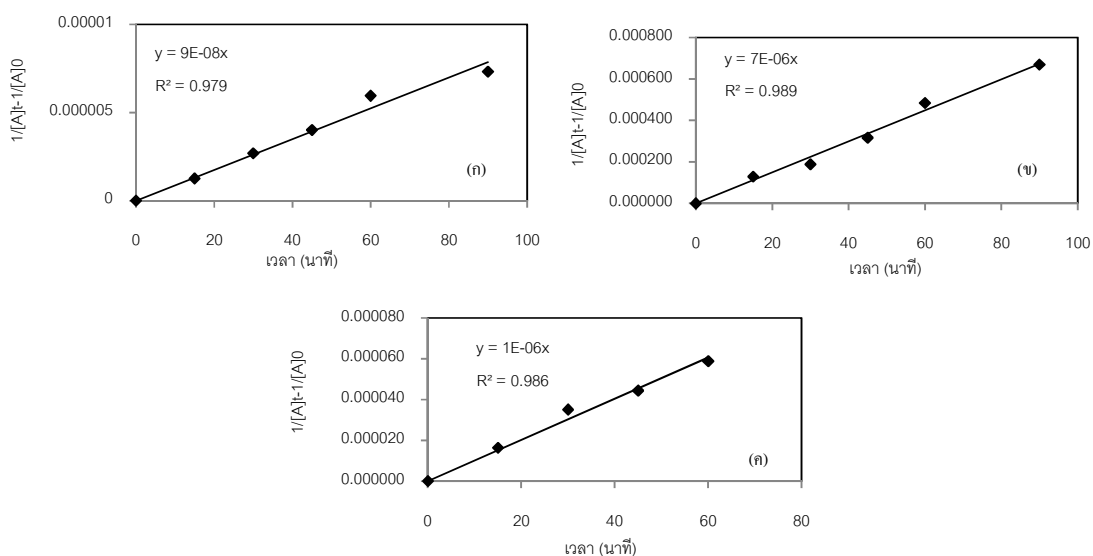 0.00001
0.000005
0
1/[A]t-1/[A]0
y = 9E-08x
R² = 0.979
(ก)
0 20 40 60 80 100
เวลา (นาที)
0.000800
0.000600
0.000400
0.000200
0.000000
1/[A]t-1/[A]0
y = 7E-06x
R² = 0.989
(ข)
0 20 40 60 80 100
เวลา (นาที)
0.000080
0.000060
0.000040
0.000020
0.000000
1/[A]t-1/[A]0
y = 1E-06x
R² = 0.986
(ค)
0 20 40 60 80
เวลา (นาที)